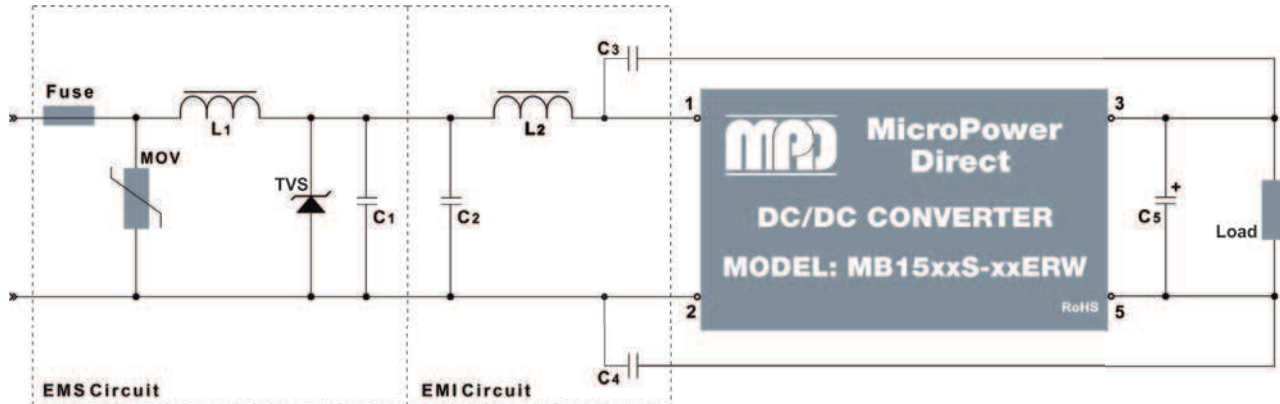 Fuse
L1
MOV
TVS
C1
C2
L2
C3
C4
1
2
MPD
MicroPower
Direct
DC/DC CONVERTER
MODEL: MB15xxS-xxERW
RoHS
3
5
+
C5
Load
EMS Circuit
EMI Circuit